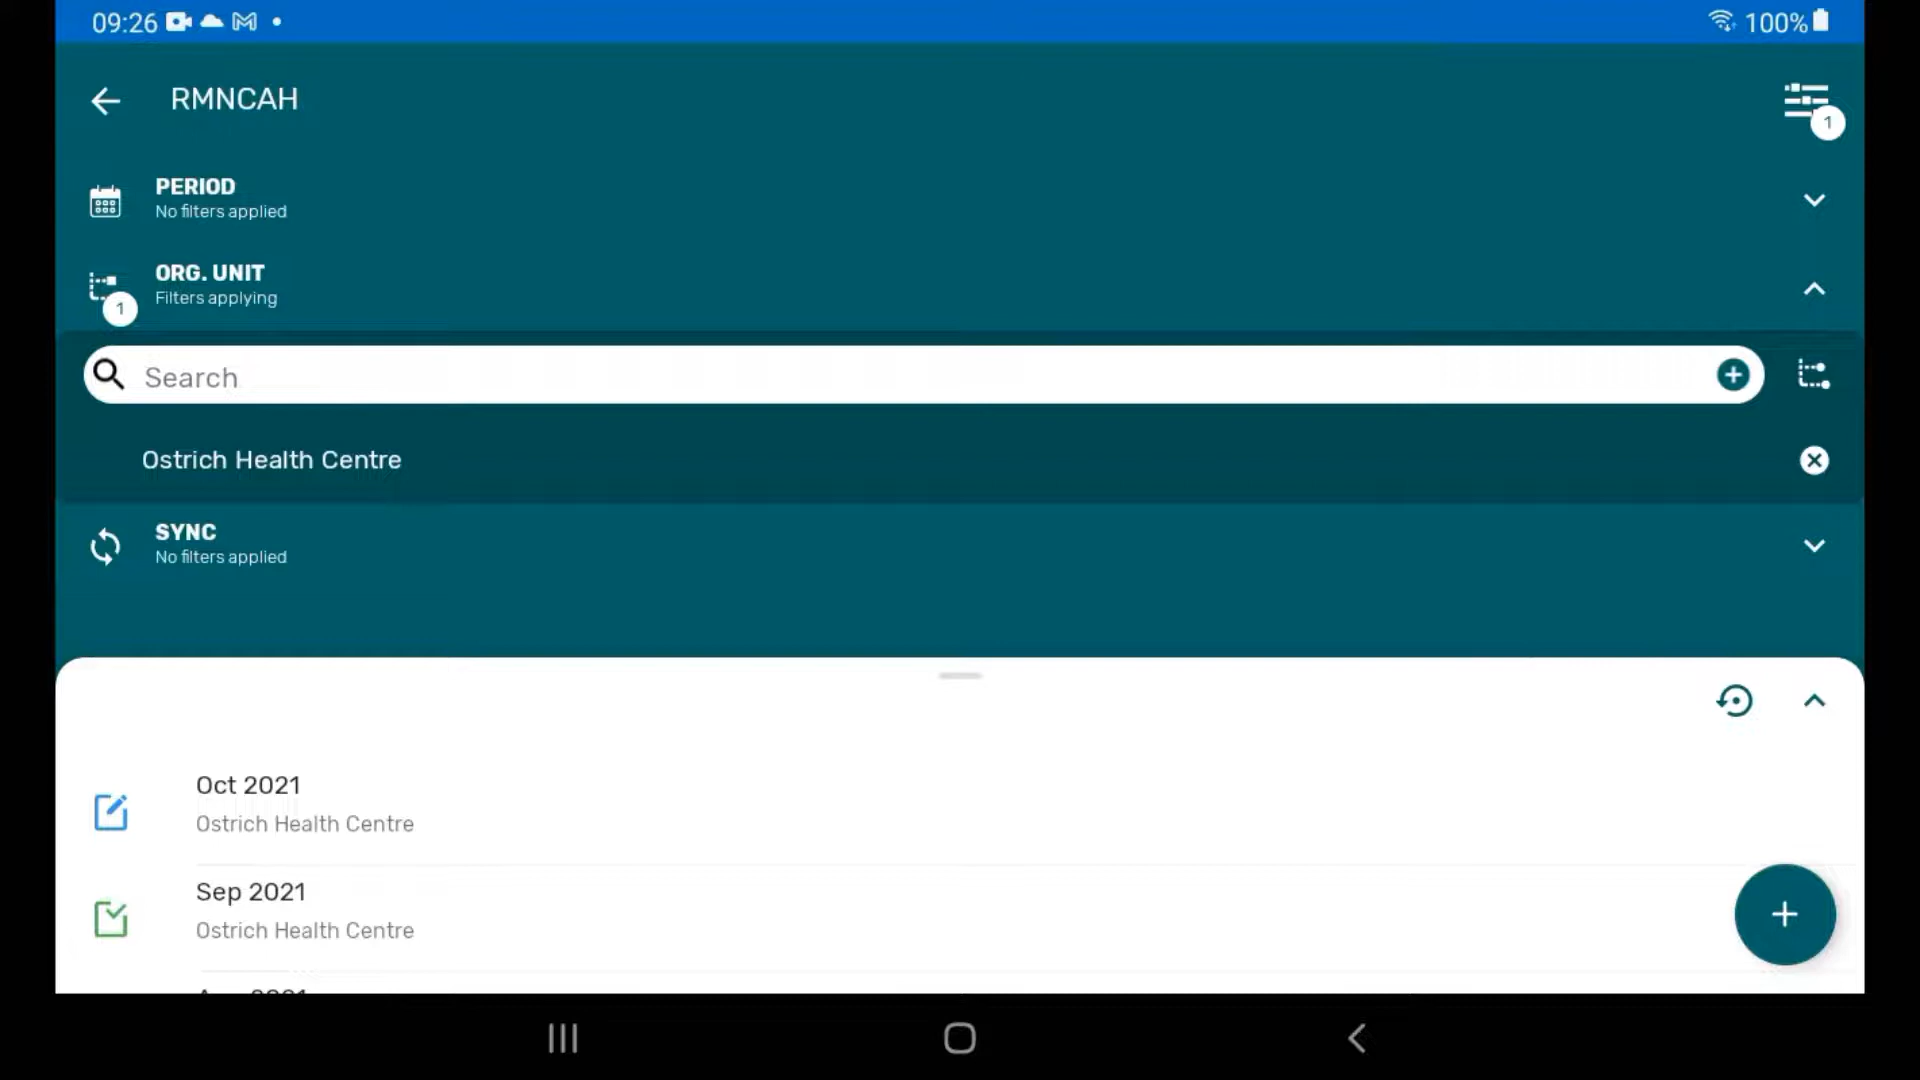 09:26
100%
RMNCAH
1
PERIOD
No filters applied
ORG. UNIT
Filters applying
1
Search
Ostrich Health Centre
SYNC
No filters applied
Oct 2021
Ostrich Health Centre
Sep 2021
Ostrich Health Centre